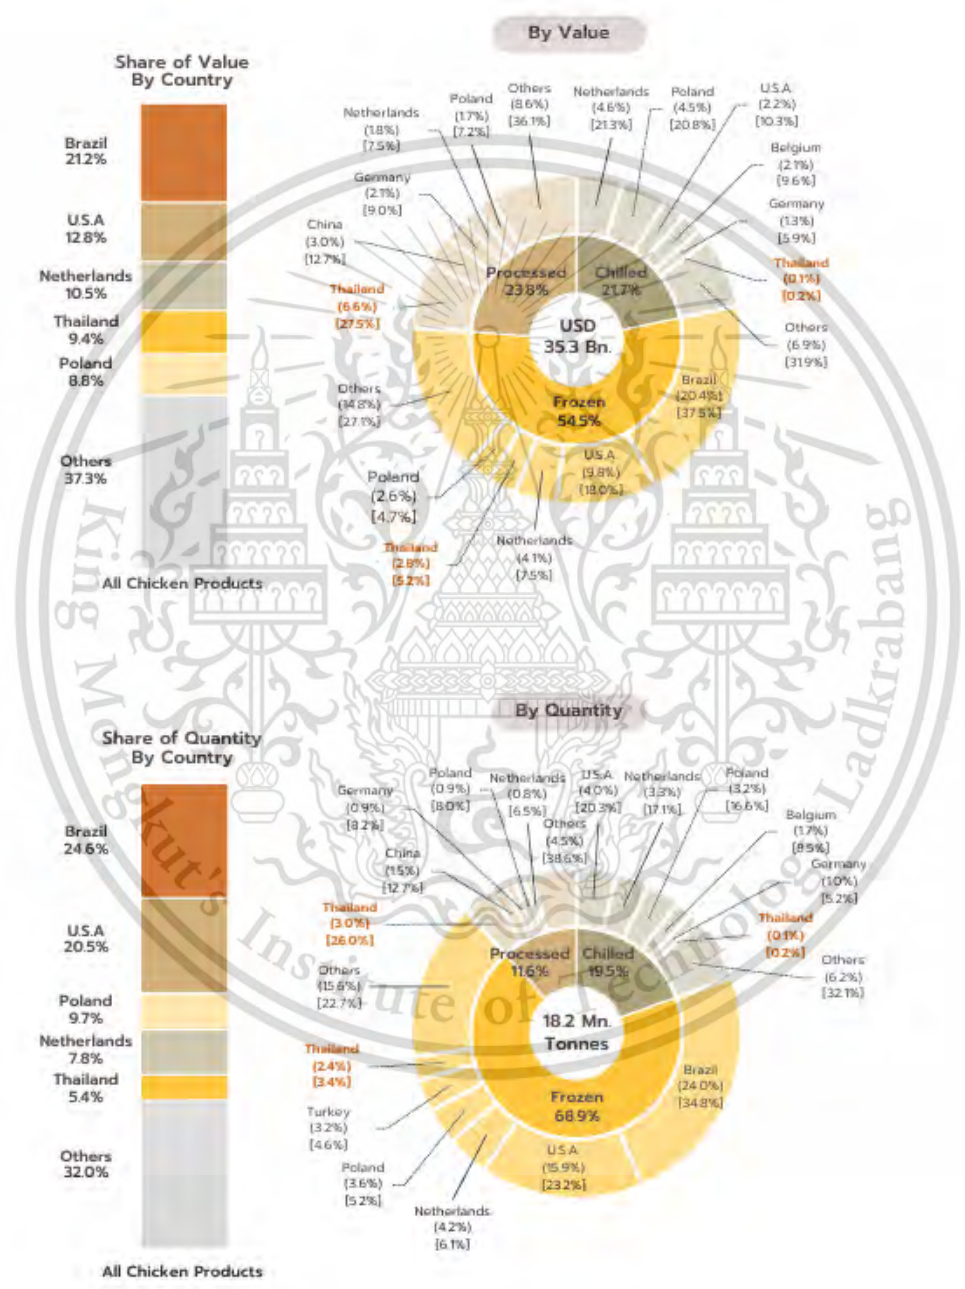 By Value
Share of Value
By Country
Brazil
21.2%
U.S.A
12.8%
Netherlands
10.5%
Thailand
9.4%
Poland
8.8%
Others
37.3%
All Chicken Products
Netherlands
(1.8%)
[7.5%]
Poland
(1.7%)
[7.2%]
Others
(8.6%)
[36.1%]
Netherlands
(4.6%)
[21.3%]
Poland
(4.5%)
[20.8%]
U.S.A
(2.2%)
[10.3%]
Belgium
(2.1%)
[9.6%]
Germany
(1.3%)
[5.9%]
Thailand
(0.1%)
[0.2%]
Others
(6.9%)
[31.9%]
Germany
(2.1%)
[9.0%]
China
(3.0%)
[12.7%]
Thailand
(6.6%)
[27.5%]
Processed
23.8%
Chilled
21.7%
USD
35.3 Bn.
Frozen
54.5%
Brazil
(20.4%)
[37.5%]
U.S.A
(9.8%)
[18.0%]
Netherlands
(4.1%)
[7.5%]
Thailand
(2.8%)
[5.2%]
Poland
(2.6%)
[4.7%]
Others
(14.8%)
[27.1%]
By Quantity
Share of Quantity
By Country
Brazil
24.6%
U.S.A
20.5%
Poland
9.7%
Netherlands
7.8%
Thailand
5.4%
Others
32.0%
All Chicken Products
Germany
(0.9%)
[8.2%]
Poland
(0.9%)
[8.0%]
Netherlands
(0.8%)
[6.5%]
Others
(4.5%)
[38.6%]
U.S.A
(4.0%)
[20.3%]
Netherlands
(3.3%)
[17.1%]
Poland
(3.2%)
[16.6%]
Belgium
(1.7%)
[8.5%]
Germany
(1.0%)
[5.2%]
Thailand
(0.1%)
[0.2%]
Others
(6.2%)
[32.1%]
China
(1.5%)
[12.7%]
Thailand
(3.0%)
[26.0%]
Processed
11.6%
Chilled
19.5%
18.2 Mn.
Tonnes
Frozen
68.9%
Others
(15.6%)
[22.7%]
Thailand
(2.4%)
[3.4%]
Turkey
(3.2%)
[4.6%]
Poland
(3.6%)
[5.2%]
Netherlands
(4.2%)
[6.1%]
U.S.A
(15.9%)
[23.2%]
Brazil
(24.0%)
[34.8%]
King Mongkut's Institute of Technology Ladkrabang